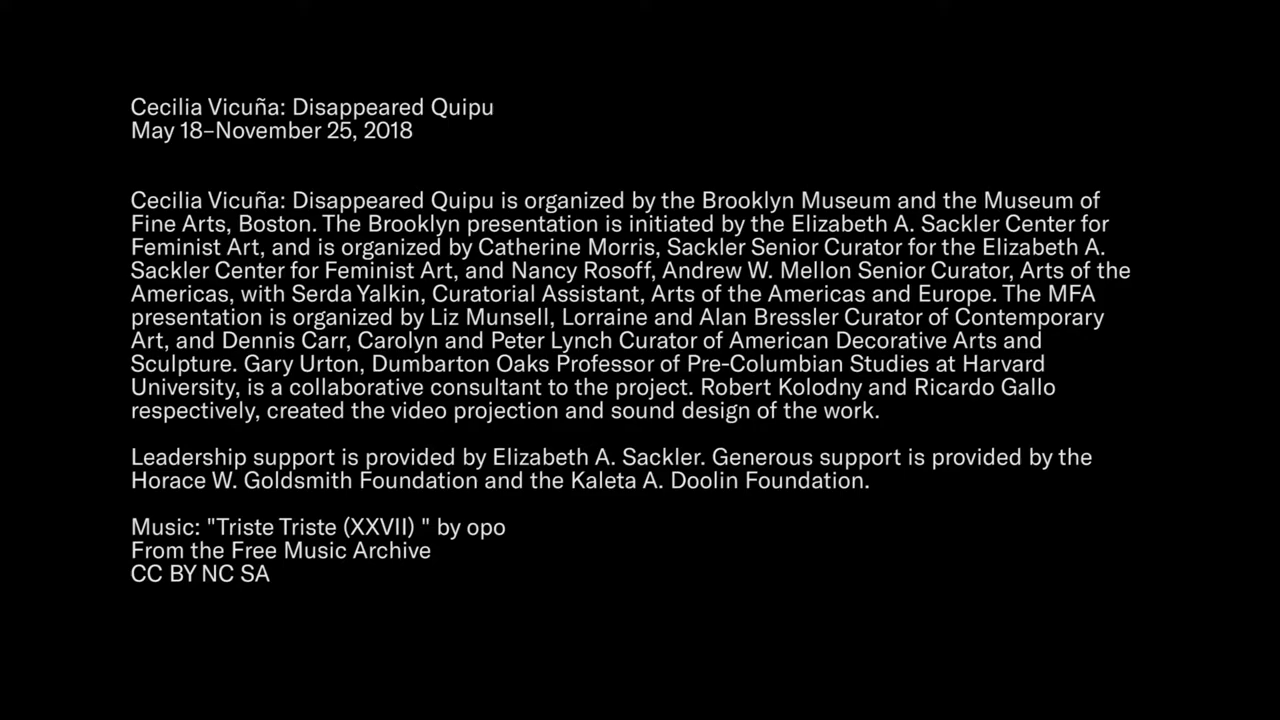 Cecilia Vicuña: Disappeared Quipu
May 18–November 25, 2018
Cecilia Vicuña: Disappeared Quipu is organized by the Brooklyn Museum and the Museum of
Fine Arts, Boston. The Brooklyn presentation is initiated by the Elizabeth A. Sackler Center for
Feminist Art, and is organized by Catherine Morris, Sackler Senior Curator for the Elizabeth A.
Sackler Center for Feminist Art, and Nancy Rosoff, Andrew W. Mellon Senior Curator, Arts of the
Americas, with Serda Yalkin, Curatorial Assistant, Arts of the Americas and Europe. The MFA
presentation is organized by Liz Munsell, Lorraine and Alan Bressler Curator of Contemporary
Art, and Dennis Carr, Carolyn and Peter Lynch Curator of American Decorative Arts and
Sculpture. Gary Urton, Dumbarton Oaks Professor of Pre-Columbian Studies at Harvard
University, is a collaborative consultant to the project. Robert Kolodny and Ricardo Gallo
respectively, created the video projection and sound design of the work.
Leadership support is provided by Elizabeth A. Sackler. Generous support is provided by the
Horace W. Goldsmith Foundation and the Kaleta A. Doolin Foundation.
Music: "Triste Triste (XXVII) " by opo
From the Free Music Archive
CC BY NC SA